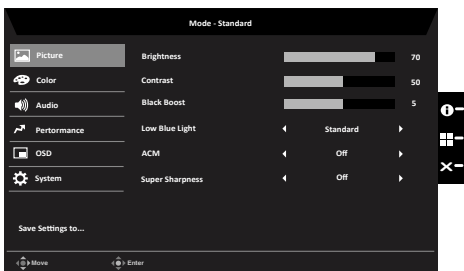 Mode - Standard
Picture
Brightness 70
Color
Contrast 50
Audio
Black Boost 5
Pertormance
Low Blue Light Standard
OSD
ACM Off
System
Super Sharpness Off
Save Settings to...
Move Enter